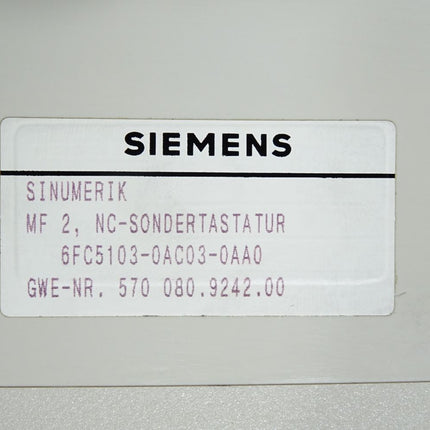 SIEMENS
SINUMERIK
MF 2, NC-SONDERTASTATUR
6FC5103-0AC03-0AA0
GWE-NR. 570 080.9242.00